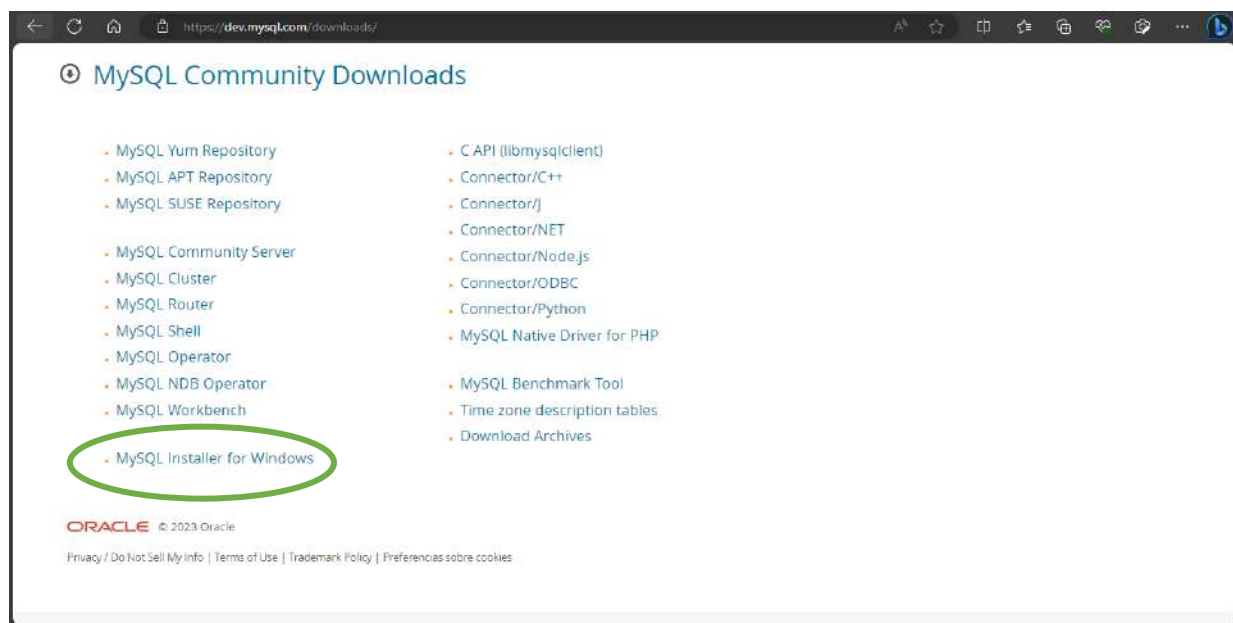 https://dev.mysql.com/downloads/
MySQL Community Downloads
MySQL Yum Repository
MySQL APT Repository
MySQL SUSE Repository
MySQL Community Server
MySQL Cluster
MySQL Router
MySQL Shell
MySQL Operator
MySQL NDB Operator
MySQL Workbench
MySQL Installer for Windows
C API (libmysqlclient)
Connector/C++
Connector/J
Connector/NET
Connector/Node.js
Connector/ODBC
Connector/Python
MySQL Native Driver for PHP
MySQL Benchmark Tool
Time zone description tables
Download Archives
ORACLE © 2023 Oracle
Privacy / Do Not Sell My Info | Terms of Use | Trademark Policy | Preferencias sobre cookies